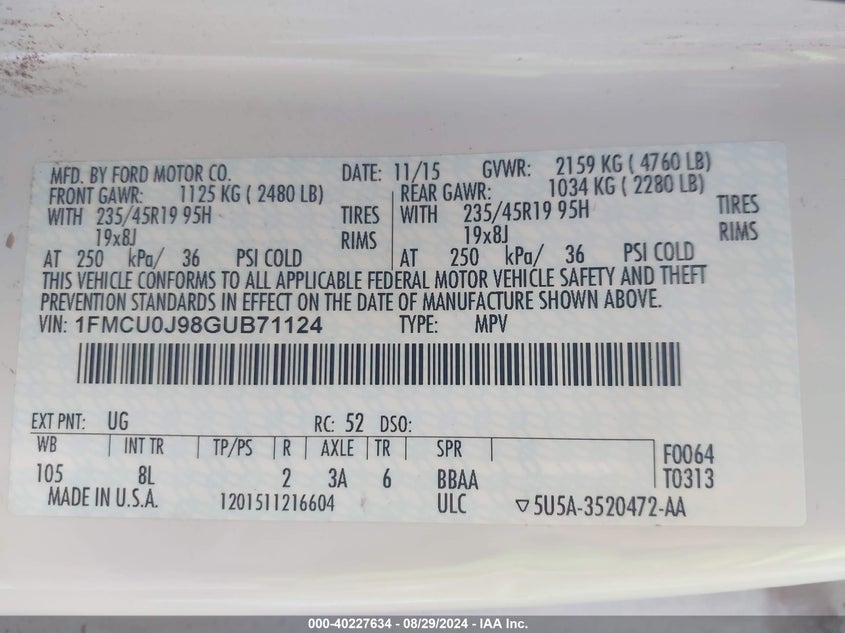 MFD. BY FORD MOTOR CO. DATE: 11/15 GVWR: 2159 KG ( 4760 LB)
FRONT GAWR: 1125 KG ( 2480 LB) REAR GAWR: 1034 KG ( 2280 LB)
WITH 235/45R19 95H TIRES WITH 235/45R19 95H TIRES
19x8J RIMS 19x8J RIMS
AT 250 kPa/ 36 PSI COLD AT 250 kPa/ 36 PSI COLD
THIS VEHICLE CONFORMS TO ALL APPLICABLE FEDERAL MOTOR VEHICLE SAFETY AND THEFT
PREVENTION STANDARDS IN EFFECT ON THE DATE OF MANUFACTURE SHOWN ABOVE.
VIN: 1FMCU0J98GUB71124 TYPE: MPV
EXT PNT: UG RC: 52 DSO:
WB INT TR TP/PS R AXLE TR SPR F0064
105 8L 2 3A 6 BBAA T0313
MADE IN U.S.A. 1201511216604 ULC ▽5U5A-3520472-AA
000-40227634 - 08/29/2024 - IAA Inc.